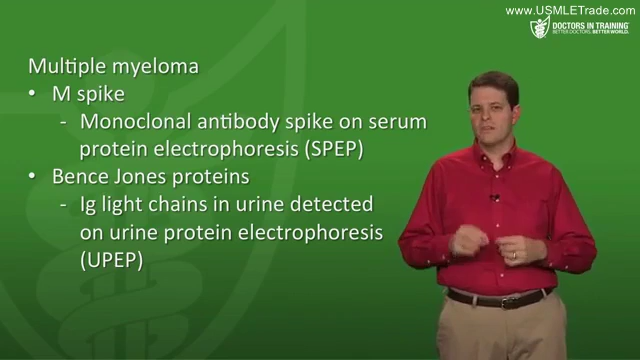 www.USMLETrade.com
DOCTORS IN TRAINING
BETTER DOCTORS. BETTER WORLD.
Multiple myeloma
• M spike
- Monoclonal antibody spike on serum
protein electrophoresis (SPEP)
• Bence Jones proteins
- Ig light chains in urine detected
on urine protein electrophoresis
(UPEP)